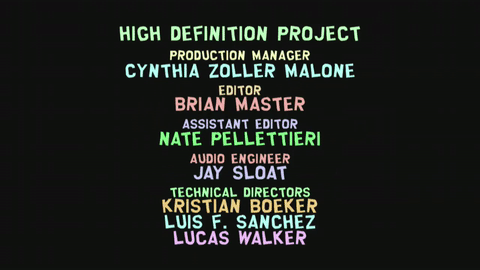 HIGH DEFINITION PROJECT
PRODUCTION MANAGER
CYNTHIA ZOLLER MALONE
EDITOR
BRIAN MASTER
ASSISTANT EDITOR
NATE PELLETTIERI
AUDIO ENGINEER
JAY SLOAT
TECHNICAL DIRECTORS
KRISTIAN BOEKER
LUIS F. SANCHEZ
LUCAS WALKER